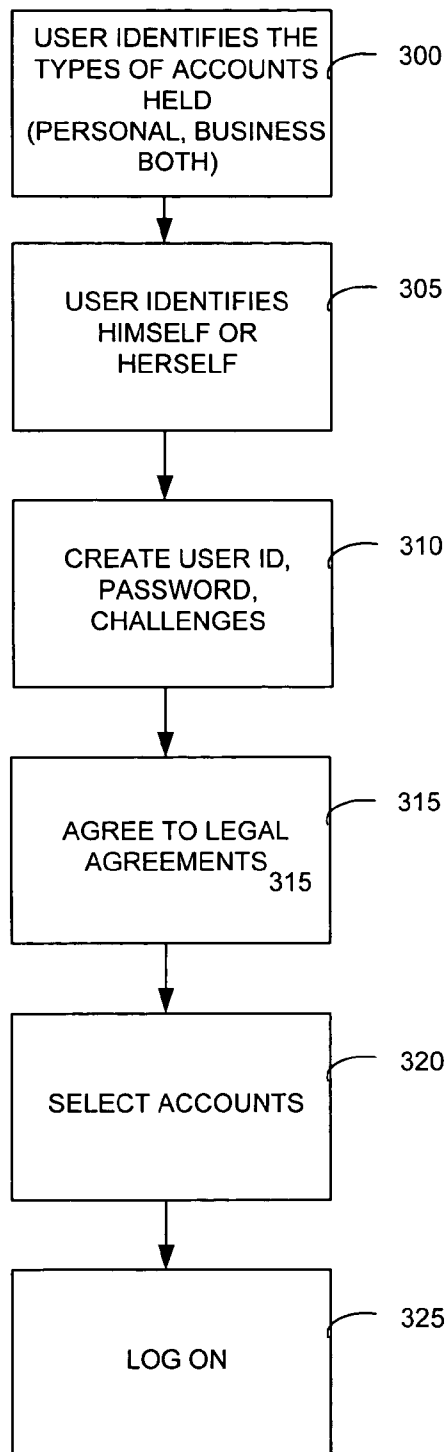 USER IDENTIFIES THE
TYPES OF ACCOUNTS
HELD
(PERSONAL, BUSINESS
BOTH)
300
USER IDENTIFIES
HIMSELF OR
HERSELF
305
CREATE USER ID,
PASSWORD,
CHALLENGES
310
AGREE TO LEGAL
AGREEMENTS
315
315
SELECT ACCOUNTS
320
LOG ON
325